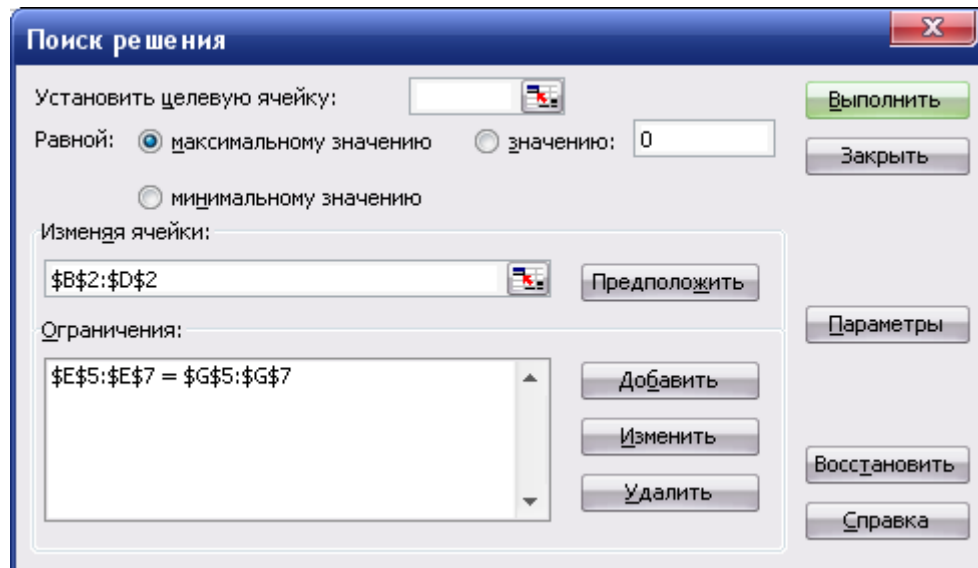 Поиск решения
Установить целевую ячейку:
Выполнить
Равной: максимальному значению значению: 0
Закрыть
минимальному значению
Изменяя ячейки:
$B$2:$D$2 Предположить
Ограничения:
Параметры
$E$5:$E$7 = $G$5:$G$7 Добавить
Изменить
Восстановить
Удалить
Справка